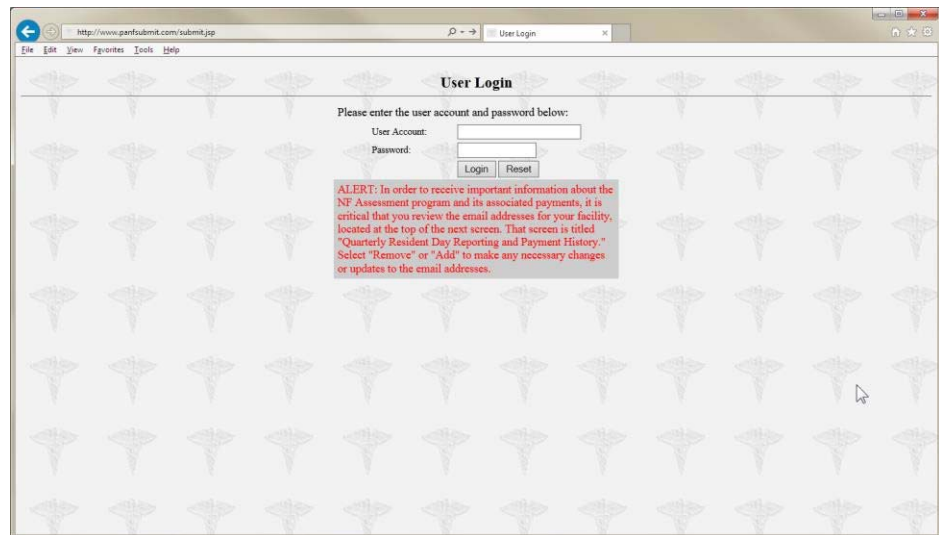 http://www.panfsubmit.com/submit.jsp
User Login
File Edit View Favorites Tools Help
User Login
Please enter the user account and password below:
User Account:
Password:
Login Reset
ALERT: In order to receive important information about the
NF Assessment program and its associated payments, it is
critical that you review the email addresses for your facility,
located at the top of the next screen. That screen is titled
"Quarterly Resident Day Reporting and Payment History."
Select "Remove" or "Add" to make any necessary changes
or updates to the email addresses.